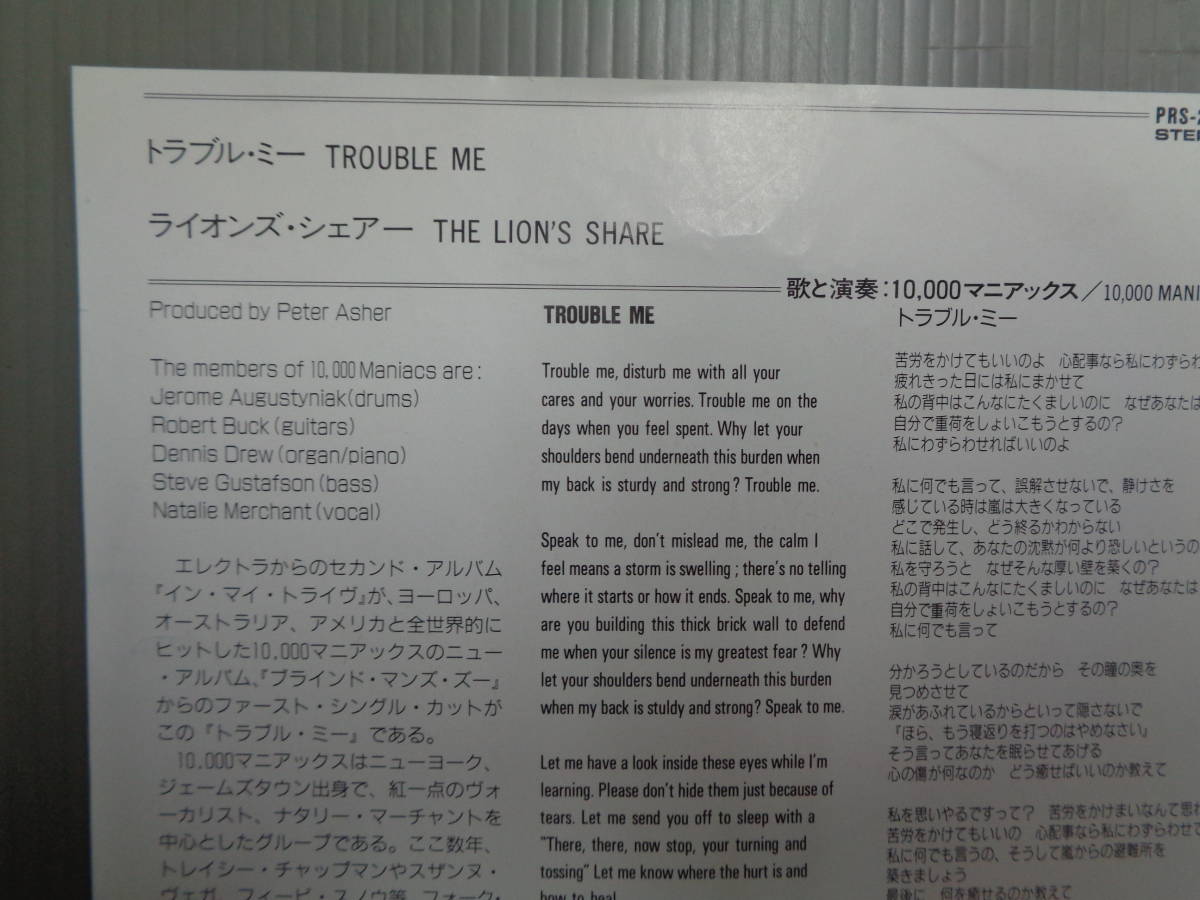 PRS-2
トラブル・ミー TROUBLE ME
ライオンズ・シェアー THE LION'S SHARE
歌と演奏:10,000マニアックス／10,000 MANI
Produced by Peter Asher
The members of 10,000 Maniacs are:
Jerome Augustyniak(drums)
Robert Buck(guitars)
Dennis Drew(organ/piano)
Steve Gustafson(bass)
Natalie Merchant(vocal)
エレクトラからのセカンド・アルバム
『イン・マイ・トライヴ』が、ヨーロッパ、
オーストラリア、アメリカと全世界的に
ヒットした10,000マニアックスのニュー
・アルバム、『ブラインド・マンズ・ズー』
からのファースト・シングル・カットが
この『トラブル・ミー』である。
10,000マニアックスはニューヨーク、
ジェームズタウン出身で、紅一点のヴォ
ーカリスト、ナタリー・マーチャントを
中心としたグループである。ここ数年、
トレイシー・チャップマンやスザンヌ・
ヴェガ、フィービ・スノウ等、フォーク・
TROUBLE ME
Trouble me, disturb me with all your
cares and your worries. Trouble me on the
days when you feel spent. Why let your
shoulders bend underneath this burden when
my back is sturdy and strong? Trouble me.
Speak to me, don't mislead me, the calm I
feel means a storm is swelling ; there's no telling
where it starts or how it ends. Speak to me, why
are you building this thick brick wall to defend
me when your silence is my greatest fear? Why
let your shoulders bend underneath this burden
when my back is stuldy and strong? Speak to me.
Let me have a look inside these eyes while I'm
learning. Please don't hide them just because of
tears. Let me send you off to sleep with a
"There, there, now stop, your turning and
tossing" Let me know where the hurt is and
how to heal.
トラブル・ミー
苦労をかけてもいいのよ 心配事なら私にわずらわ
疲れきった日には私にまかせて
私の背中はこんなにたくましいのに なぜあなたは
自分で重荷をしょいこもうとするの?
私にわずらわせればいいのよ
私に何でも言って、誤解させないで、静けさを
感じている時は嵐は大きくなっている
どこで発生し、どう終るかわからない
私に話して、あなたの沈黙が何より恐しいというの
私を守ろうと なぜそんな厚い壁を築くの?
私の背中はこんなにたくましいのに なぜあなたは
自分で重荷をしょいこもうとするの?
私に何でも言って
分かろうとしているのだから その瞳の奥を
見つめさせて
涙があふれているからといって隠さないで
『ほら、もう寝返りを打つのはやめなさい』
そう言ってあなたを眠らせてあげる
心の傷が何なのか どう癒せばいいのか教えて
私を思いやるですって? 苦労をかけまいなんて思わ
苦労をかけてもいいの 心配事なら私にわずらわせて
私に何でも言うの、そうして嵐からの避難所を
築きましょう
最後に 何を癒せるのか教えて